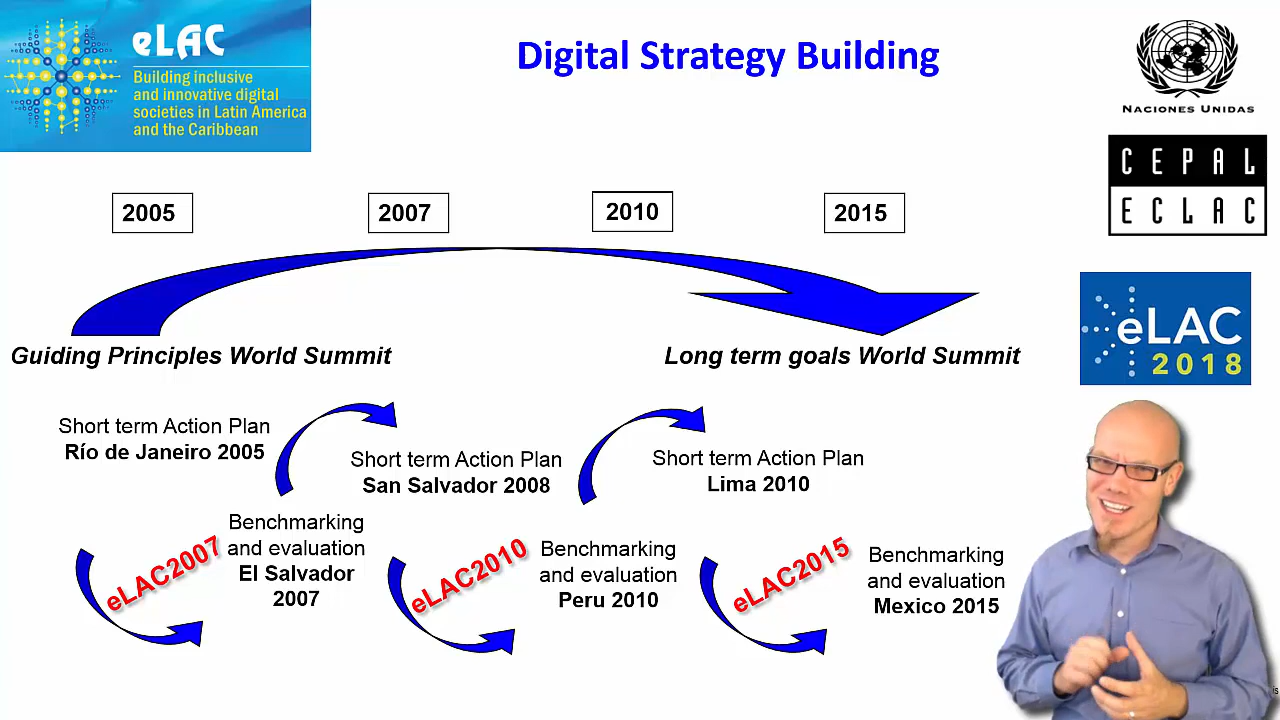 eLAC
Building inclusive
and innovative digital
societies in Latin America
and the Caribbean
Digital Strategy Building
NACIONES UNIDAS
CEPAL
ECLAC
2005
2007
2010
2015
eLAC
2018
Guiding Principles World Summit
Long term goals World Summit
Short term Action Plan
Río de Janeiro 2005
Short term Action Plan
San Salvador 2008
Short term Action Plan
Lima 2010
eLAC2007
Benchmarking
and evaluation
El Salvador
2007
eLAC2010
Benchmarking
and evaluation
Peru 2010
eLAC2015
Benchmarking
and evaluation
Mexico 2015